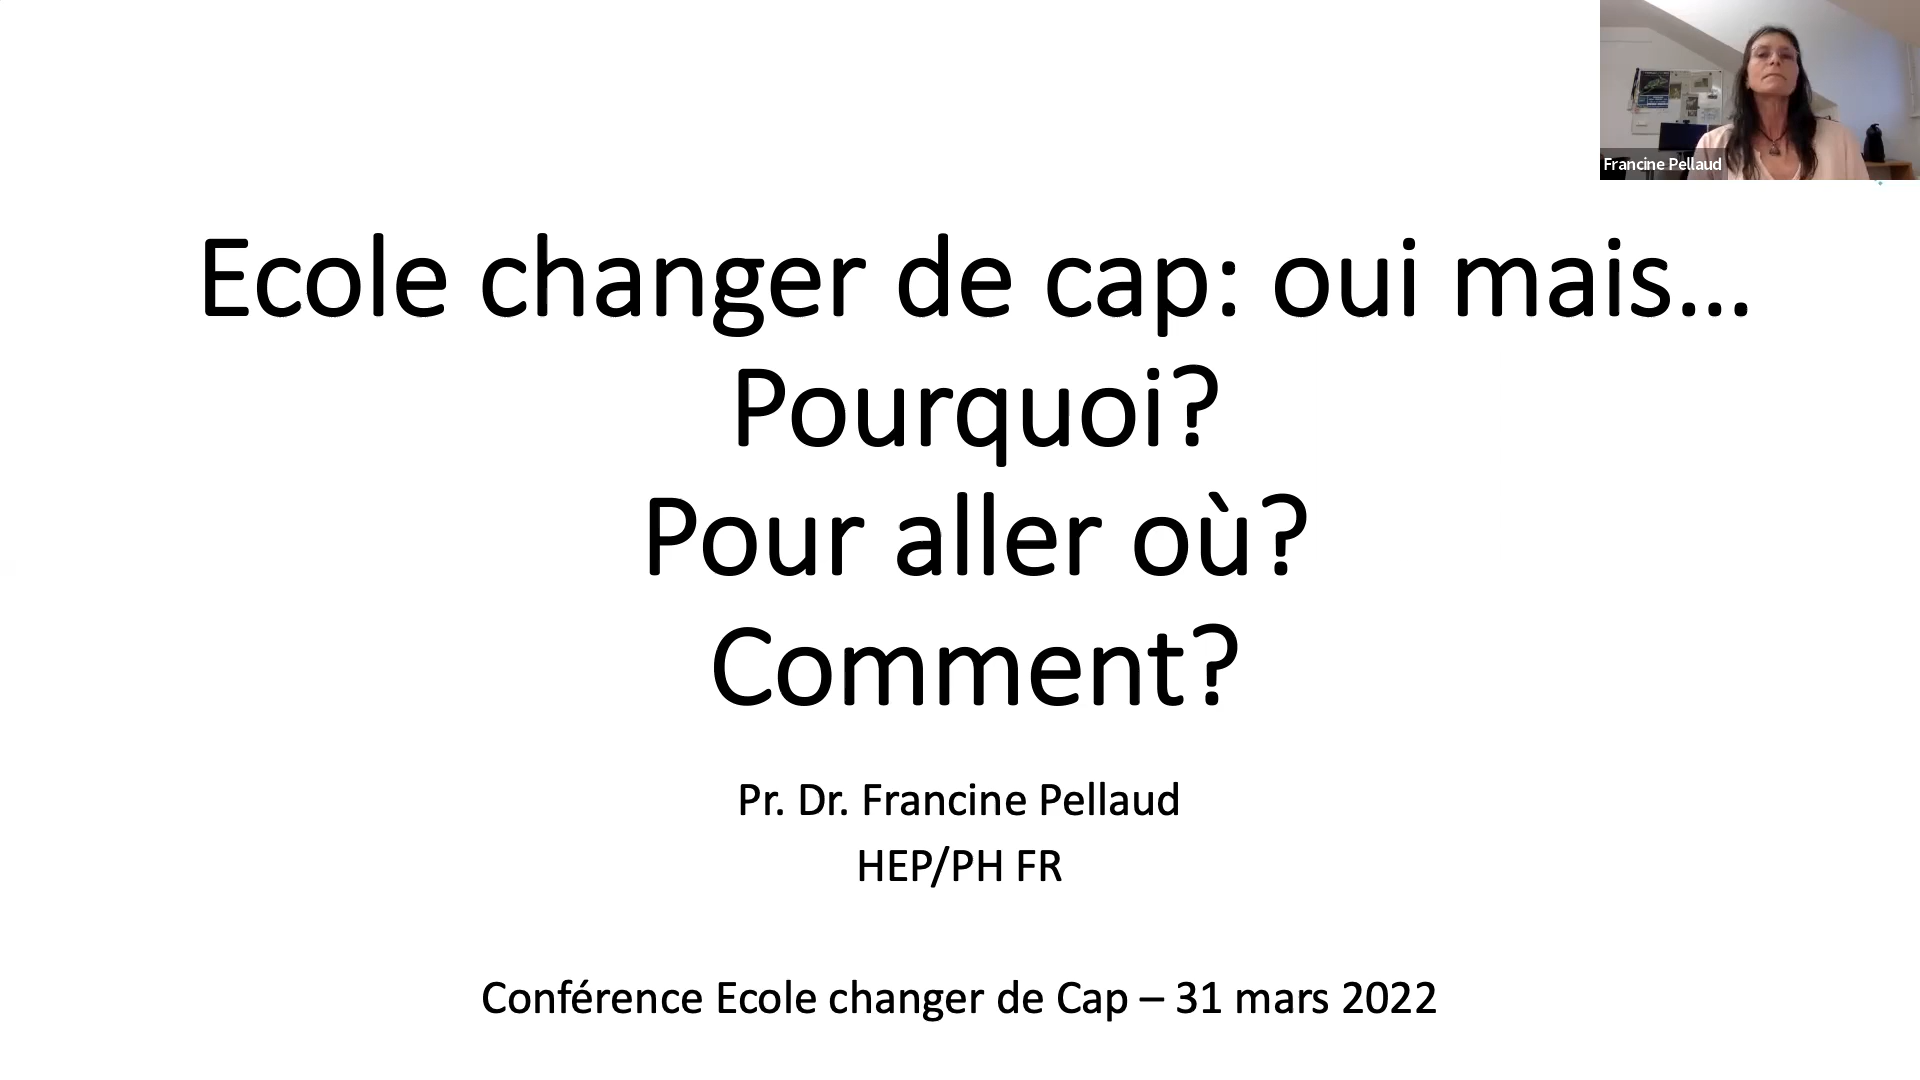 Francine Pellaud
Ecole changer de cap: oui mais...
Pourquoi?
Pour aller où?
Comment?
Pr. Dr. Francine Pellaud
HEP/PH FR
Conférence Ecole changer de Cap – 31 mars 2022